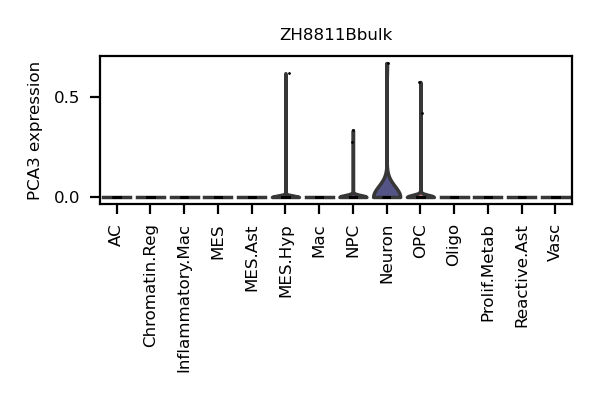 ZH8811Bbulk
PCA3 expression
0.5
0.0
AC
Chromatin.Reg
Inflammatory.Mac
MES
MES.Ast
MES.Hyp
Mac
NPC
Neuron
OPC
Oligo
Prolif.Metab
Reactive.Ast
Vasc